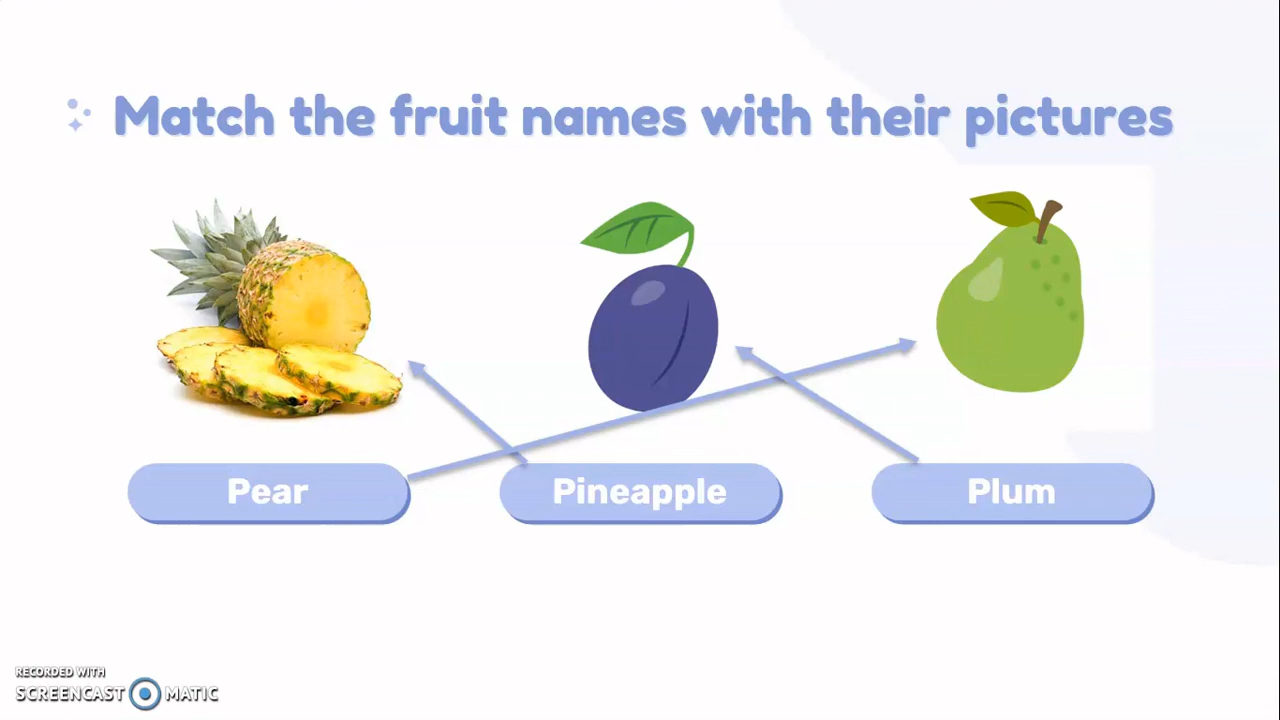 Match the fruit names with their pictures
Pear
Pineapple
Plum
RECORDED WITH
SCREENCAST MATIC